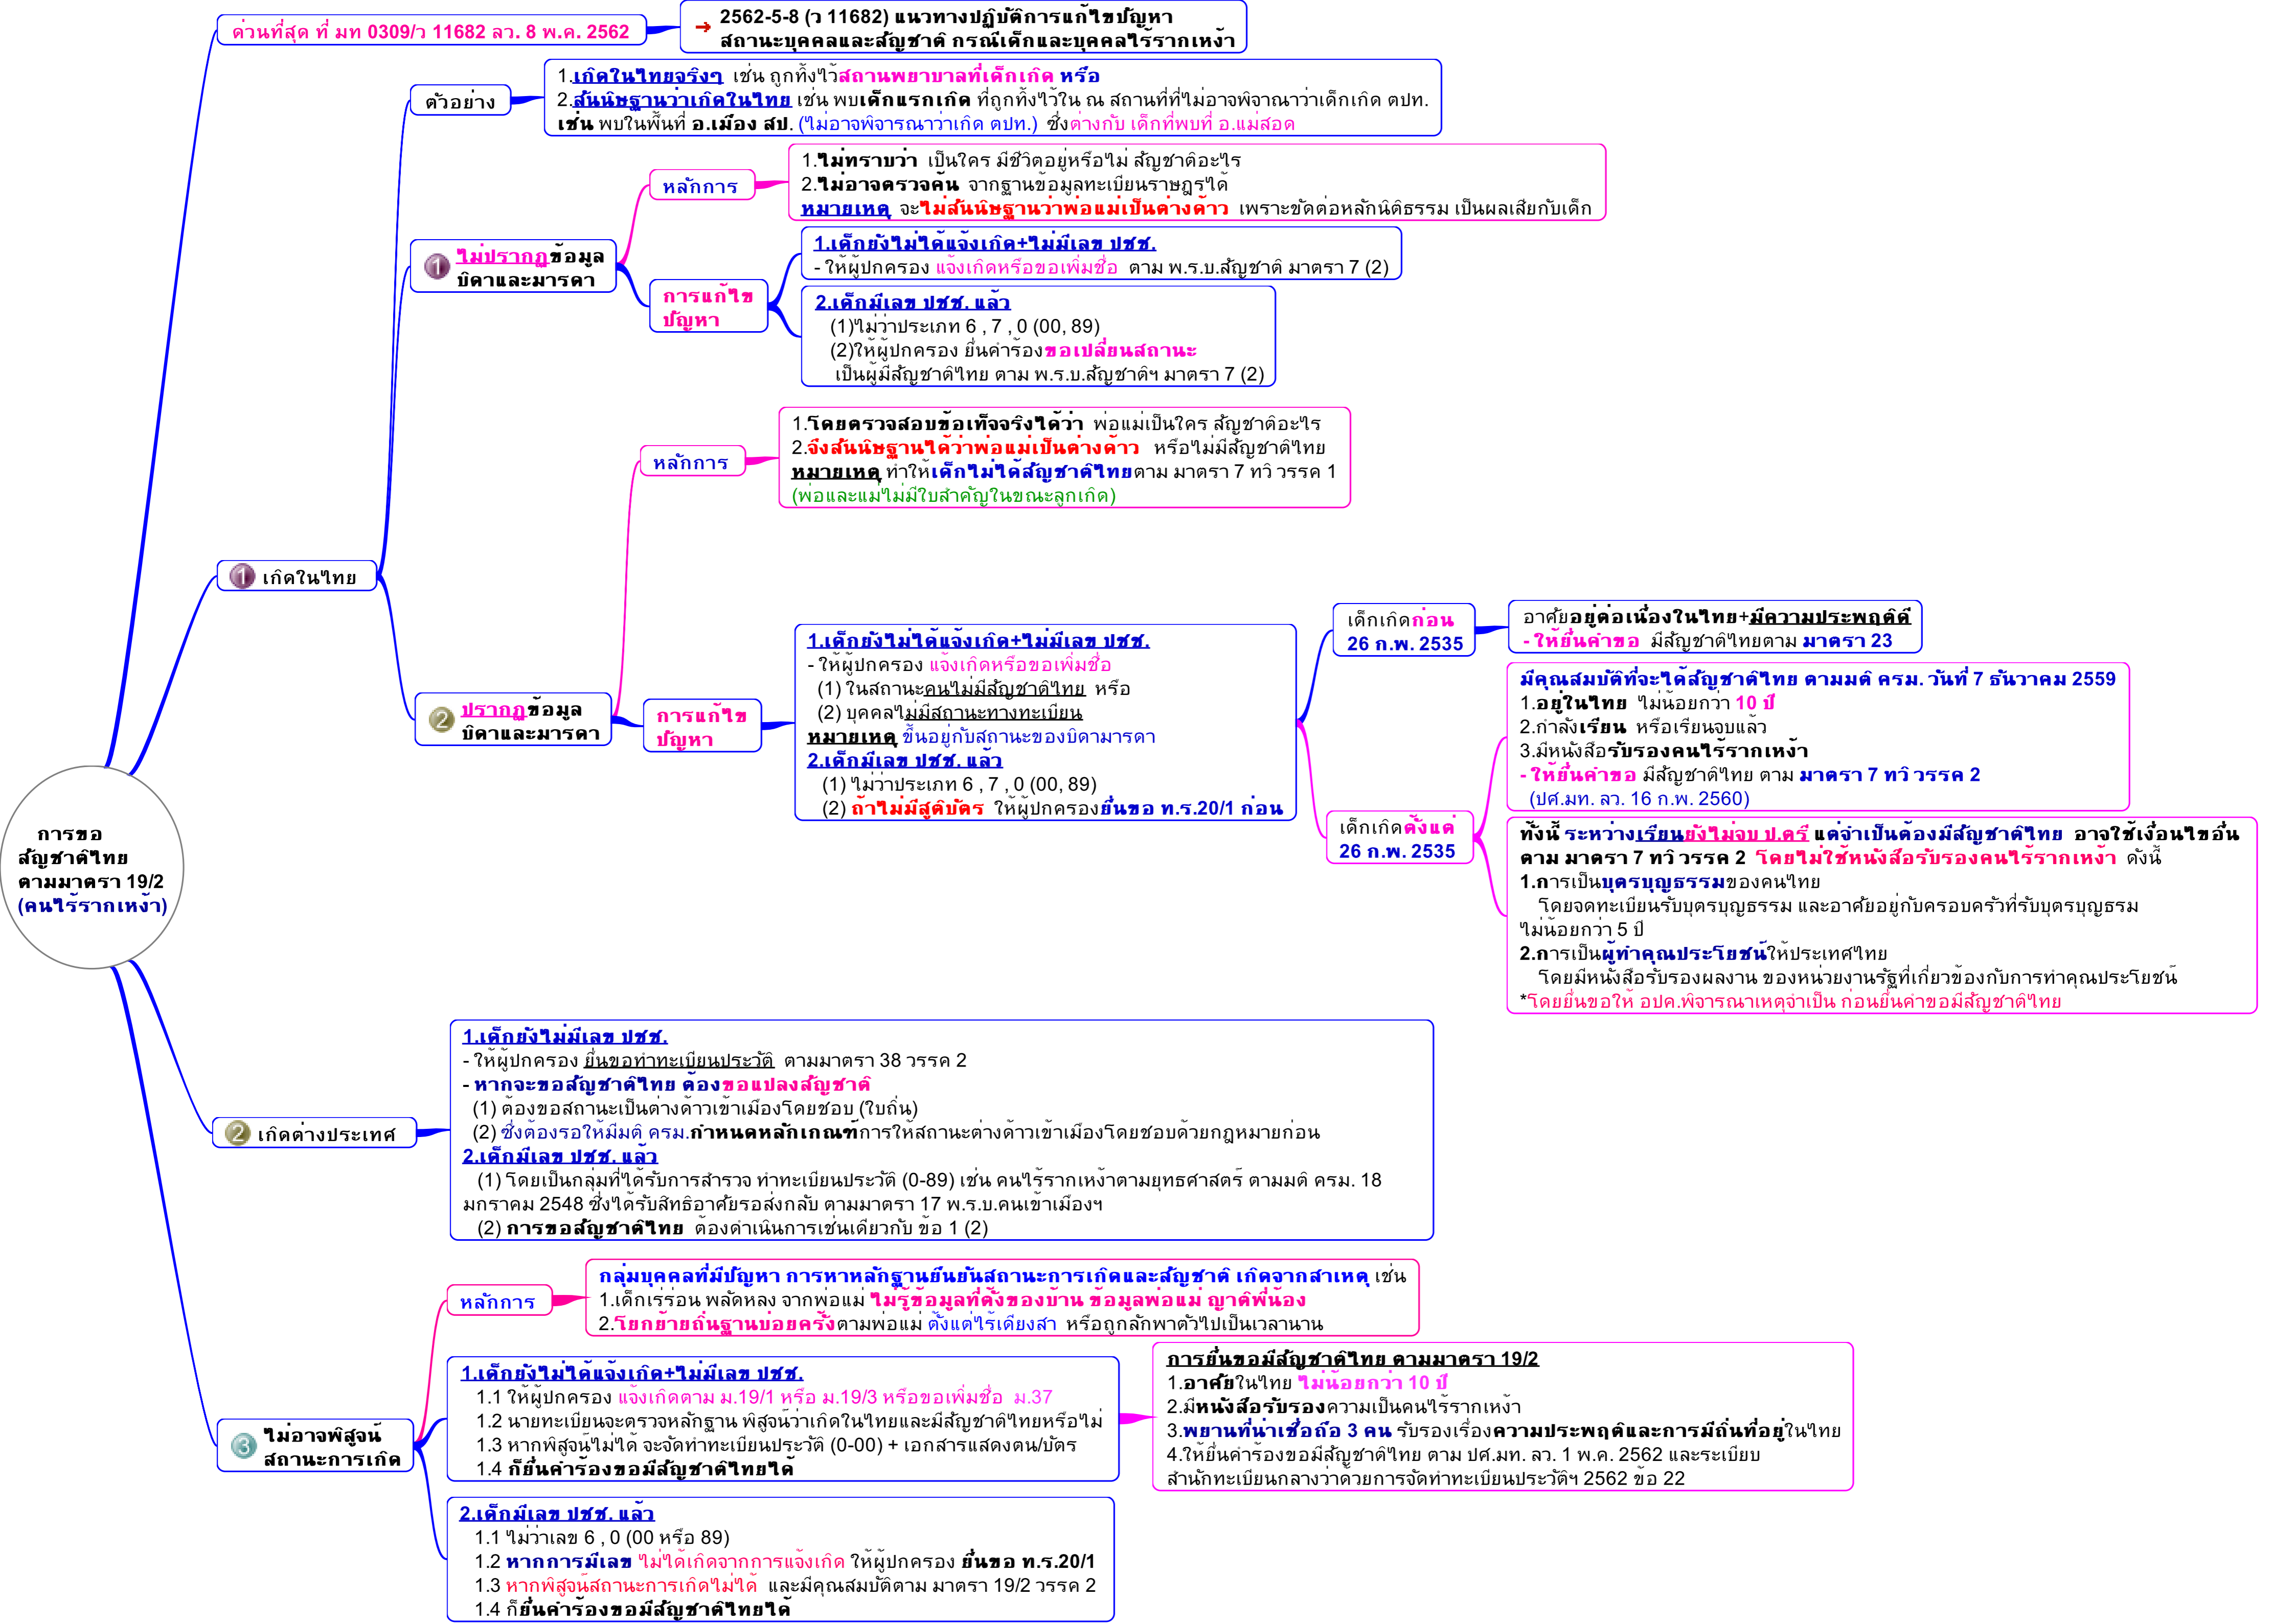 ด่วนที่สุด ที่ มท 0309/ว 11682 ลว. 8 พ.ค. 2562
2562-5-8 (ว 11682) แนวทางปฏิบัติการแก้ไขปัญหา
สถานะบุคคลและสัญชาติ กรณีเด็กและบุคคลไร้รากเหง้า
การขอ
สัญชาติไทย
ตามมาตรา 19/2
(คนไร้รากเหง้า)
1 เกิดในไทย
ตัวอย่าง
1.เกิดในไทยจริงๆ เช่น ถูกทิ้งไว้สถานพยาบาลที่เด็กเกิด หรือ
2.สันนิษฐานว่าเกิดในไทย เช่น พบเด็กแรกเกิด ที่ถูกทิ้งไว้ใน ณ สถานที่ที่ไม่อาจพิจาณาว่าเด็กเกิด ตปท.
เช่น พบในพื้นที่ อ.เมือง สป. (ไม่อาจพิจารณาว่าเกิด ตปท.) ซึ่งต่างกับ เด็กที่พบที่ อ.แม่สอด
1 ไม่ปรากฏข้อมูล
บิดาและมารดา
หลักการ
1.ไม่ทราบว่า เป็นใคร มีชีวิตอยู่หรือไม่ สัญชาติอะไร
2.ไม่อาจตรวจค้น จากฐานข้อมูลทะเบียนราษฎรได้
หมายเหตุ จะไม่สันนิษฐานว่าพ่อแม่เป็นต่างด้าว เพราะขัดต่อหลักนิติธรรม เป็นผลเสียกับเด็ก
การแก้ไข
ปัญหา
1.เด็กยังไม่ได้แจ้งเกิด+ไม่มีเลข ปชช.
- ให้ผู้ปกครอง แจ้งเกิดหรือขอเพิ่มชื่อ ตาม พ.ร.บ.สัญชาติ มาตรา 7 (2)
2.เด็กมีเลข ปชช. แล้ว
(1)ไม่ว่าประเภท 6 , 7 , 0 (00, 89)
(2)ให้ผู้ปกครอง ยื่นคำร้องขอเปลี่ยนสถานะ
เป็นผู้มีสัญชาติไทย ตาม พ.ร.บ.สัญชาติฯ มาตรา 7 (2)
2 ปรากฏข้อมูล
บิดาและมารดา
หลักการ
1.โดยตรวจสอบข้อเท็จจริงได้ว่า พ่อแม่เป็นใคร สัญชาติอะไร
2.จึงสันนิษฐานได้ว่าพ่อแม่เป็นต่างด้าว หรือไม่มีสัญชาติไทย
หมายเหตุ ทำให้เด็กไม่ได้สัญชาติไทยตาม มาตรา 7 ทวิ วรรค 1
(พ่อและแม่ไม่มีใบสำคัญในขณะลูกเกิด)
การแก้ไข
ปัญหา
1.เด็กยังไม่ได้แจ้งเกิด+ไม่มีเลข ปชช.
- ให้ผู้ปกครอง แจ้งเกิดหรือขอเพิ่มชื่อ
(1) ในสถานะคนไม่มีสัญชาติไทย หรือ
(2) บุคคลไม่มีสถานะทางทะเบียน
หมายเหตุ ขึ้นอยู่กับสถานะของบิดามารดา
2.เด็กมีเลข ปชช. แล้ว
(1) ไม่ว่าประเภท 6 , 7 , 0 (00, 89)
(2) ถ้าไม่มีสูติบัตร ให้ผู้ปกครองยื่นขอ ท.ร.20/1 ก่อน
เด็กเกิดก่อน
26 ก.พ. 2535
อาศัยอยู่ต่อเนื่องในไทย+มีความประพฤติดี
- ให้ยื่นคำขอ มีสัญชาติไทยตาม มาตรา 23
เด็กเกิดตั้งแต่
26 ก.พ. 2535
มีคุณสมบัติที่จะได้สัญชาติไทย ตามมติ ครม. วันที่ 7 ธันวาคม 2559
1.อยู่ในไทย ไม่น้อยกว่า 10 ปี
2.กำลังเรียน หรือเรียนจบแล้ว
3.มีหนังสือรับรองคนไร้รากเหง้า
- ให้ยื่นคำขอ มีสัญชาติไทย ตาม มาตรา 7 ทวิ วรรค 2
(ปศ.มท. ลว. 16 ก.พ. 2560)
ทั้งนี้ ระหว่างเรียนยังไม่จบ ป.ตรี แต่จำเป็นต้องมีสัญชาติไทย อาจใช้เงื่อนไขอื่น
ตาม มาตรา 7 ทวิ วรรค 2 โดยไม่ใช้หนังสือรับรองคนไร้รากเหง้า ดังนี้
1.การเป็นบุตรบุญธรรมของคนไทย
โดยจดทะเบียนรับบุตรบุญธรรม และอาศัยอยู่กับครอบครัวที่รับบุตรบุญธรม
ไม่น้อยกว่า 5 ปี
2.การเป็นผู้ทำคุณประโยชน์ให้ประเทศไทย
โดยมีหนังสือรับรองผลงาน ของหน่วยงานรัฐที่เกี่ยวข้องกับการทำคุณประโยชน์
*โดยยื่นขอให้ อปค.พิจารณาเหตุจำเป็น ก่อนยื่นคำขอมีสัญชาติไทย
2 เกิดต่างประเทศ
1.เด็กยังไม่มีเลข ปชช.
- ให้ผู้ปกครอง ยื่นขอทำทะเบียนประวัติ ตามมาตรา 38 วรรค 2
- หากจะขอสัญชาติไทย ต้องขอแปลงสัญชาติ
(1) ต้องขอสถานะเป็นต่างด้าวเข้าเมืองโดยชอบ (ใบถิ่น)
(2) ซึ่งต้องรอให้มีมติ ครม.กำหนดหลักเกณฑ์การให้สถานะต่างด้าวเข้าเมืองโดยชอบด้วยกฎหมายก่อน
2.เด็กมีเลข ปชช. แล้ว
(1) โดยเป็นกลุ่มที่ได้รับการสำรวจ ทำทะเบียนประวัติ (0-89) เช่น คนไร้รากเหง้าตามยุทธศาสตร์ ตามมติ ครม. 18
มกราคม 2548 ซึ่งได้รับสิทธิอาศัยรอส่งกลับ ตามมาตรา 17 พ.ร.บ.คนเข้าเมืองฯ
(2) การขอสัญชาติไทย ต้องดำเนินการเช่นเดียวกับ ข้อ 1 (2)
3 ไม่อาจพิสูจน์
สถานะการเกิด
หลักการ
กลุ่มบุคคลที่มีปัญหา การหาหลักฐานยืนยันสถานะการเกิดและสัญชาติ เกิดจากสาเหตุ เช่น
1.เด็กเร่ร่อน พลัดหลง จากพ่อแม่ ไม่รู้ข้อมูลที่ตั้งของบ้าน ข้อมูลพ่อแม่ ญาติพี่น้อง
2.โยกย้ายถิ่นฐานบ่อยครั้งตามพ่อแม่ ตั้งแต่ไร้เดียงสา หรือถูกลักพาตัวไปเป็นเวลานาน
1.เด็กยังไม่ได้แจ้งเกิด+ไม่มีเลข ปชช.
1.1 ให้ผู้ปกครอง แจ้งเกิดตาม ม.19/1 หรือ ม.19/3 หรือขอเพิ่มชื่อ ม.37
1.2 นายทะเบียนจะตรวจหลักฐาน พิสูจน์ว่าเกิดในไทยและมีสัญชาติไทยหรือไม่
1.3 หากพิสูจน์ไม่ได้ จะจัดทำทะเบียนประวัติ (0-00) + เอกสารแสดงตน/บัตร
1.4 ก็ยื่นคำร้องขอมีสัญชาติไทยได้
การยื่นขอมีสัญชาติไทย ตามมาตรา 19/2
1.อาศัยในไทย ไม่น้อยกว่า 10 ปี
2.มีหนังสือรับรองความเป็นคนไร้รากเหง้า
3.พยานที่น่าเชื่อถือ 3 คน รับรองเรื่องความประพฤติและการมีถิ่นที่อยู่ในไทย
4.ให้ยื่นคำร้องขอมีสัญชาติไทย ตาม ปศ.มท. ลว. 1 พ.ค. 2562 และระเบียบ
สำนักทะเบียนกลางว่าด้วยการจัดทำทะเบียนประวัติฯ 2562 ข้อ 22
2.เด็กมีเลข ปชช. แล้ว
1.1 ไม่ว่าเลข 6 , 0 (00 หรือ 89)
1.2 หากการมีเลข ไม่ได้เกิดจากการแจ้งเกิด ให้ผู้ปกครอง ยื่นขอ ท.ร.20/1
1.3 หากพิสูจน์สถานะการเกิดไม่ได้ และมีคุณสมบัติตาม มาตรา 19/2 วรรค 2
1.4 ก็ยื่นคำร้องขอมีสัญชาติไทยได้